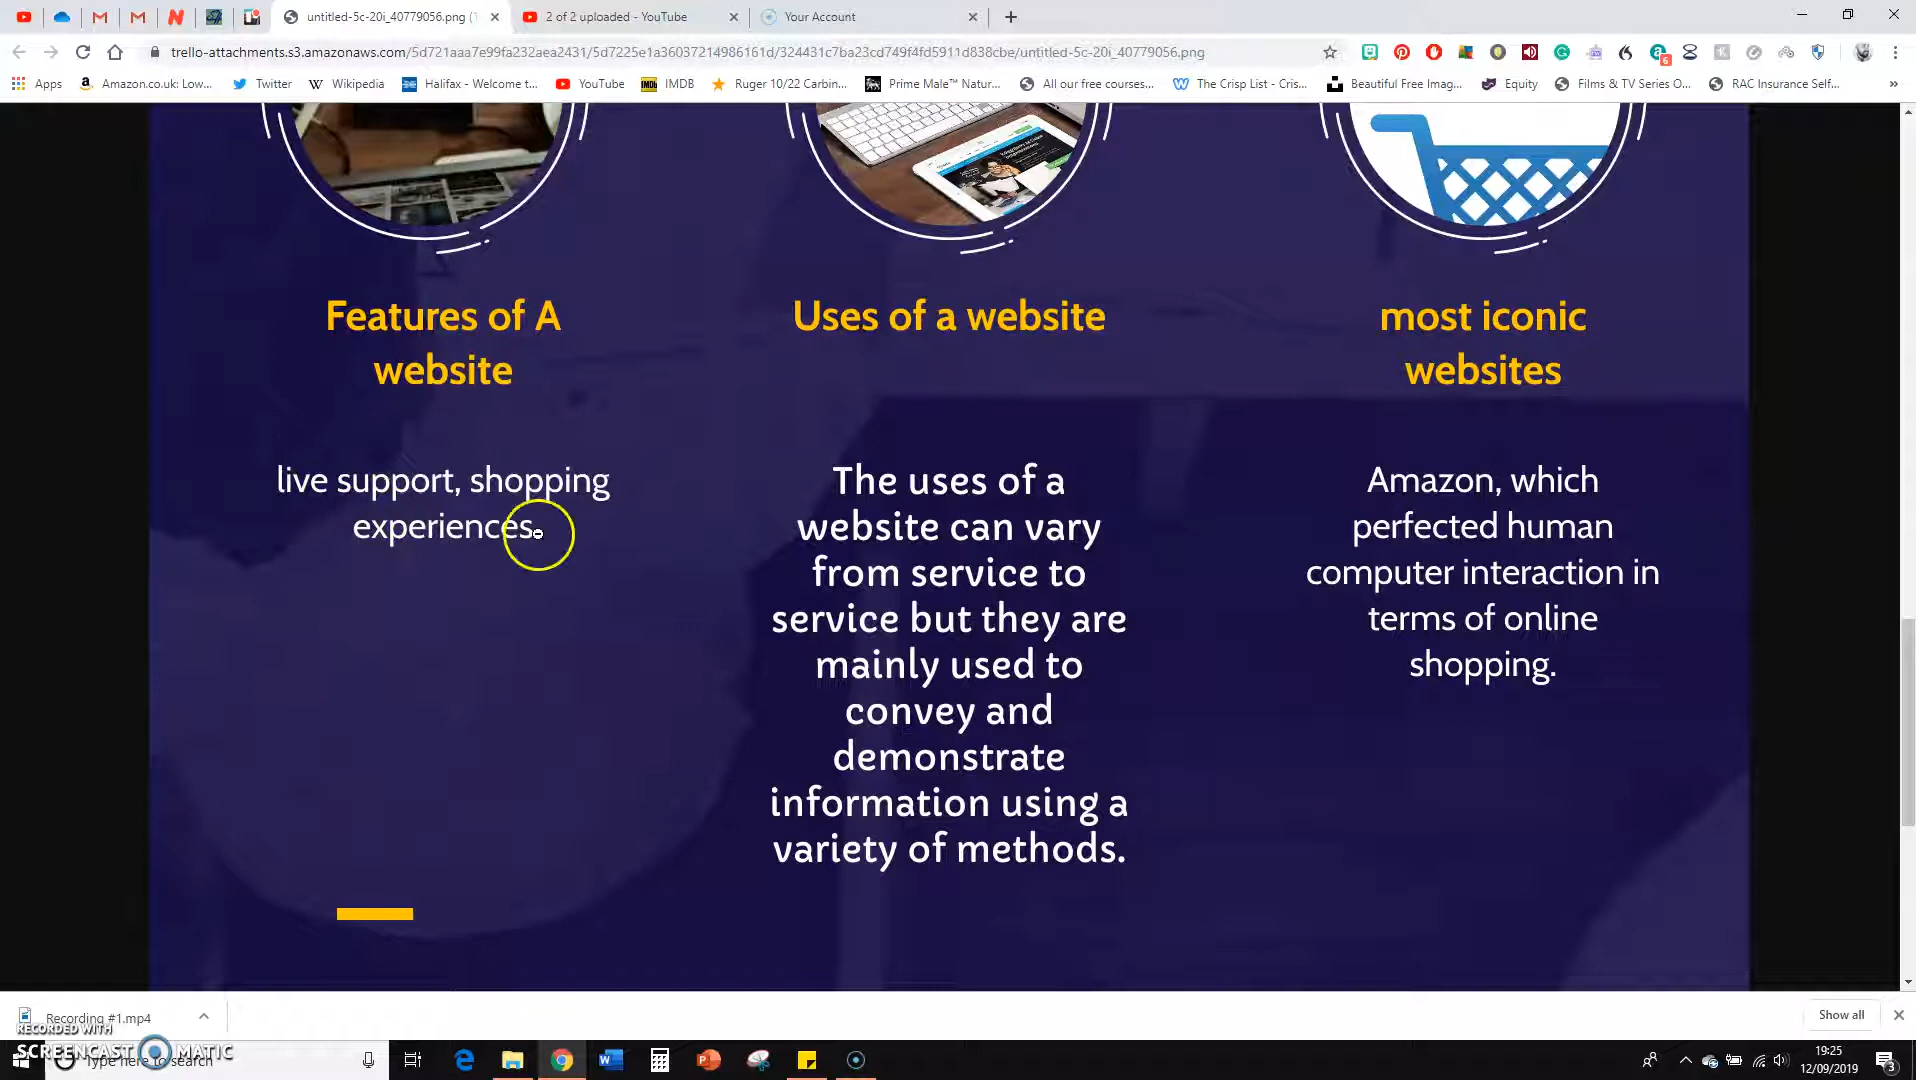 untitled-5c-20i_40779056.png (
2 of 2 uploaded - YouTube
Your Account
trello-attachments.s3.amazonaws.com/5d721aaa7e99fa232aea2431/5d7225e1a36037214986161d/324431c7ba23cd749f4fd5911d838cbe/untitled-5c-20i_40779056.png
Apps
Amazon.co.uk: Low...
Twitter
Wikipedia
Halifax - Welcome t...
YouTube
IMDB
Ruger 10/22 Carbin...
Prime Male™ Natur...
All our free courses...
The Crisp List - Cris...
Beautiful Free Imag...
Equity
Films & TV Series O...
RAC Insurance Self...
»
Features of A
website
live support, shopping
experiences.
Uses of a website
The uses of a
website can vary
from service to
service but they are
mainly used to
convey and
demonstrate
information using a
variety of methods.
most iconic
websites
Amazon, which
perfected human
computer interaction in
terms of online
shopping.
Recording #1.mp4
Show all
RECORDED WITH
SCREENCAST MATIC
Type here to search
19:25
12/09/2019
3